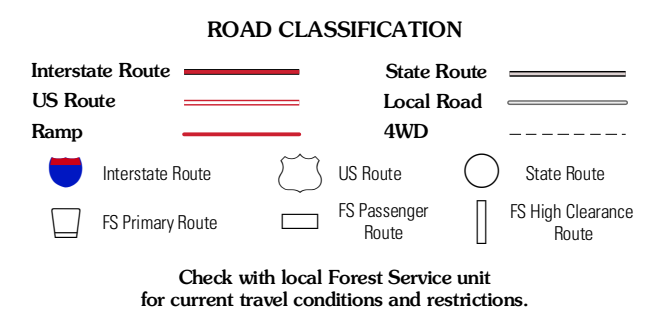 ROAD CLASSIFICATION
Interstate Route
State Route
US Route
Local Road
Ramp
4WD
Interstate Route
US Route
State Route
FS Primary Route
FS Passenger
Route
FS High Clearance
Route
Check with local Forest Service unit
for current travel conditions and restrictions.